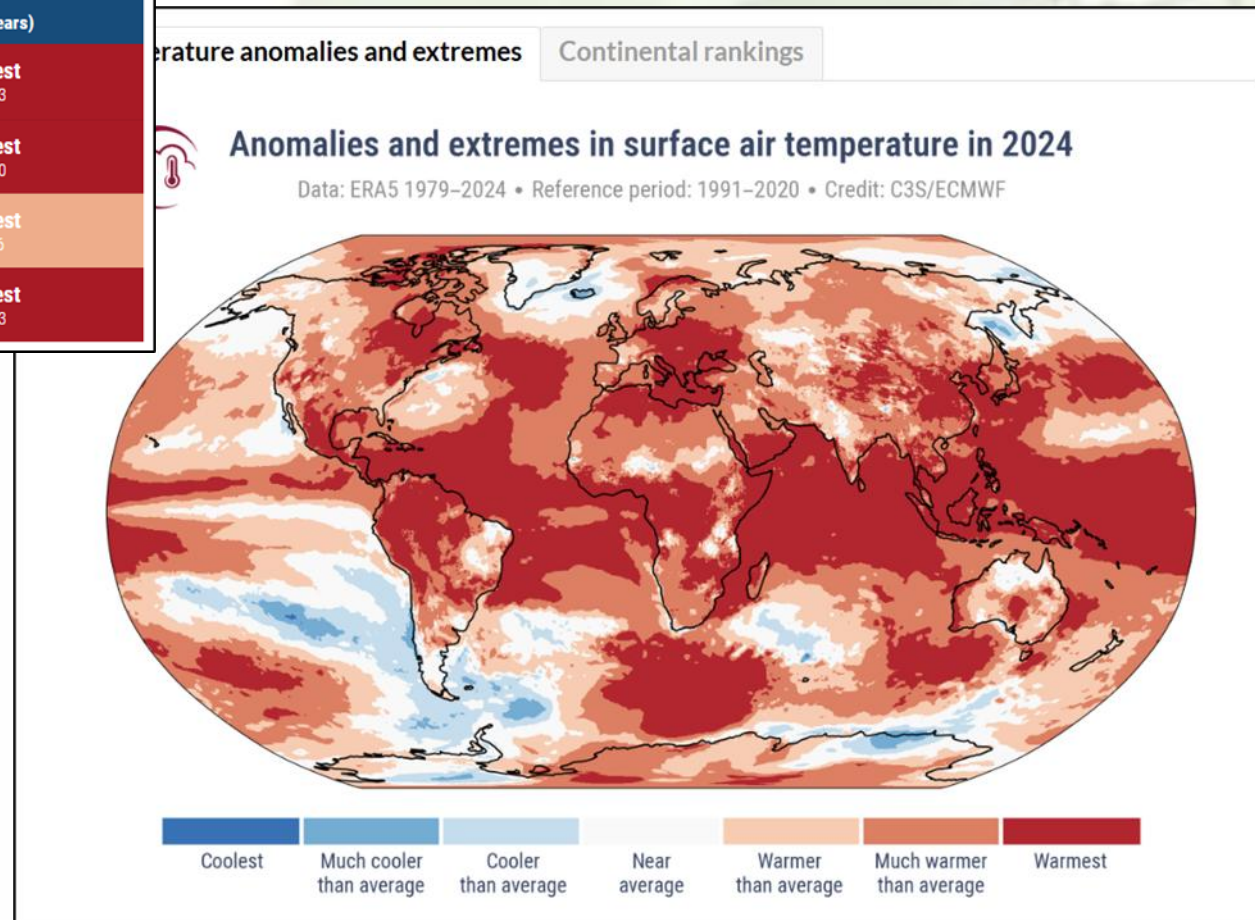 ears)
est
3
est
0
est
6
est
3
erature anomalies and extremes
Continental rankings
Anomalies and extremes in surface air temperature in 2024
Data: ERA5 1979–2024 • Reference period: 1991–2020 • Credit: C3S/ECMWF
Coolest
Much cooler
than average
Cooler
than average
Near
average
Warmer
than average
Much warmer
than average
Warmest